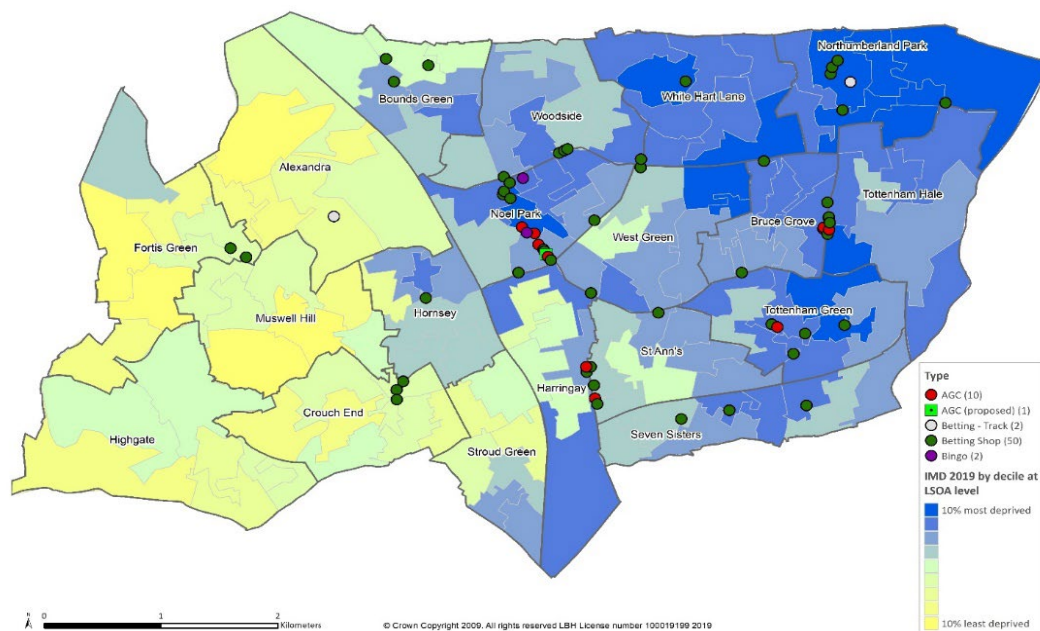 Northumberland Park
White Hart Lane
Bounds Green
Woodside
Alexandra
Tottenham Hale
Noel Park
Bruce Grove
West Green
Fortis Green
Hornsey
Muswell Hill
Tottenham Green
St Ann's
Harringay
Crouch End
Highgate
Seven Sisters
Stroud Green
Type
AGC (10)
AGC (proposed) (1)
Betting - Track (2)
Betting Shop (50)
Bingo (2)
IMD 2019 by decile at
LSOA level
10% most deprived
10% least deprived
N
0 1 2
Kilometers
© Crown Copyright 2009. All rights reserved LBH License number 100019199 2019